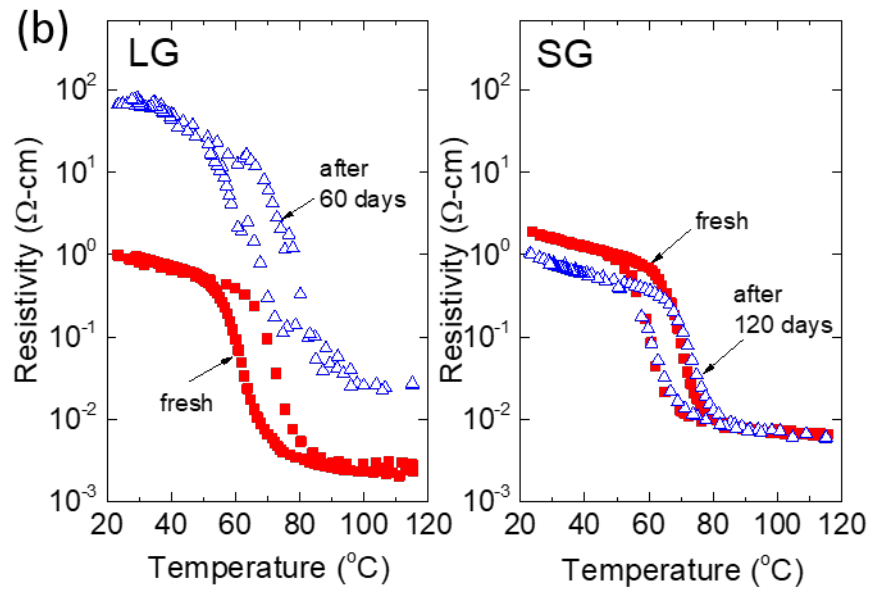 (b)
LG
SG
10²
10¹
10⁰
10⁻¹
10⁻²
10⁻³
Resistivity (Ω-cm)
after
60 days
fresh
20 40 60 80 100 120
Temperature (°C)
10²
10¹
10⁰
10⁻¹
10⁻²
10⁻³
Resistivity (Ω-cm)
fresh
after
120 days
20 40 60 80 100 120
Temperature (°C)